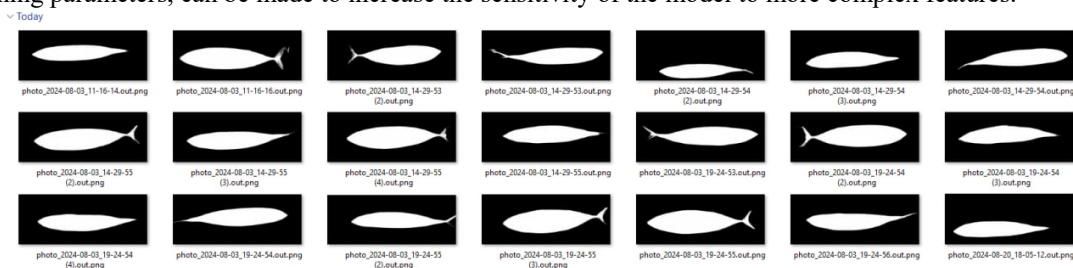 ning parameters, can be made to increase the sensitivity of the model to more complex features.
Today
photo_2024-08-03_11-16-14.out.png
photo_2024-08-03_11-16-16.out.png
photo_2024-08-03_14-29-53
(2).out.png
photo_2024-08-03_14-29-53.out.png
photo_2024-08-03_14-29-54
(2).out.png
photo_2024-08-03_14-29-54
(3).out.png
photo_2024-08-03_14-29-54.out.png
photo_2024-08-03_14-29-55
(2).out.png
photo_2024-08-03_14-29-55
(3).out.png
photo_2024-08-03_14-29-55
(4).out.png
photo_2024-08-03_14-29-55.out.png
photo_2024-08-03_19-24-53.out.png
photo_2024-08-03_19-24-54
(2).out.png
photo_2024-08-03_19-24-54
(3).out.png
photo_2024-08-03_19-24-54
(4).out.png
photo_2024-08-03_19-24-54.out.png
photo_2024-08-03_19-24-55
(2).out.png
photo_2024-08-03_19-24-55
(3).out.png
photo_2024-08-03_19-24-55.out.png
photo_2024-08-03_19-24-56.out.png
photo_2024-08-20_18-05-12.out.png